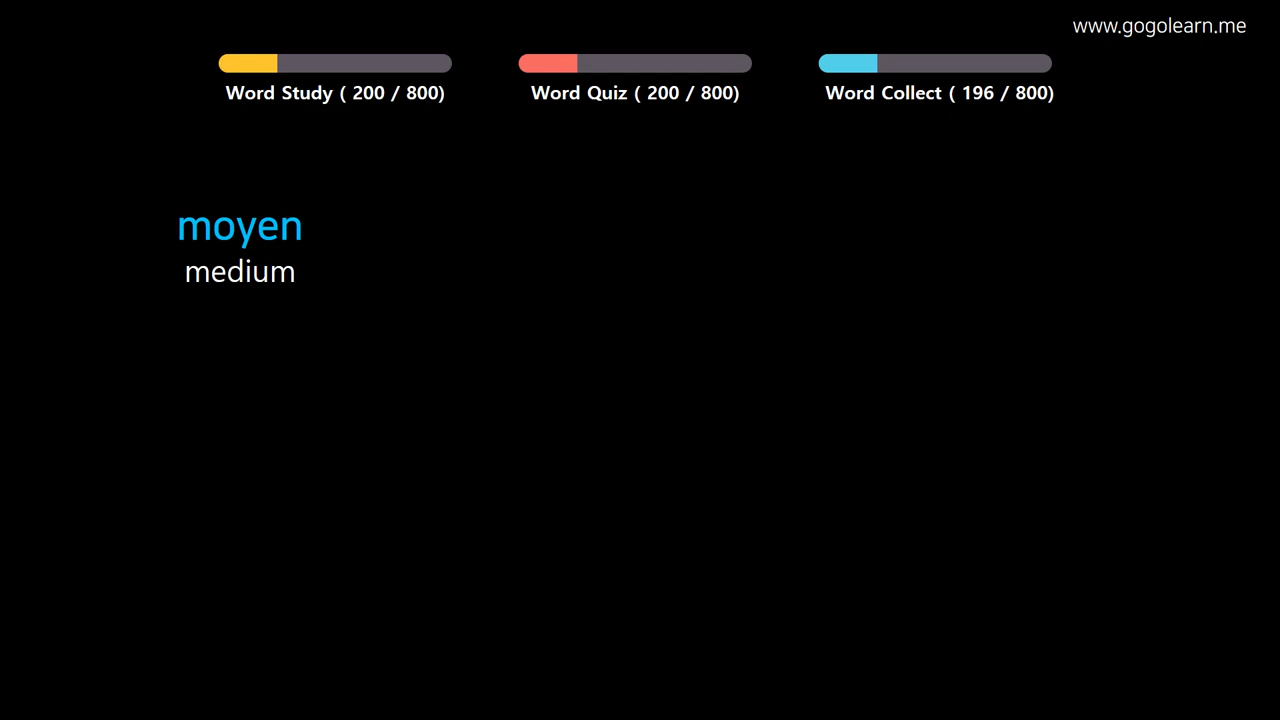 www.gogolearn.me
Word Study ( 200 / 800)
Word Quiz ( 200 / 800)
Word Collect ( 196 / 800)
moyen
medium